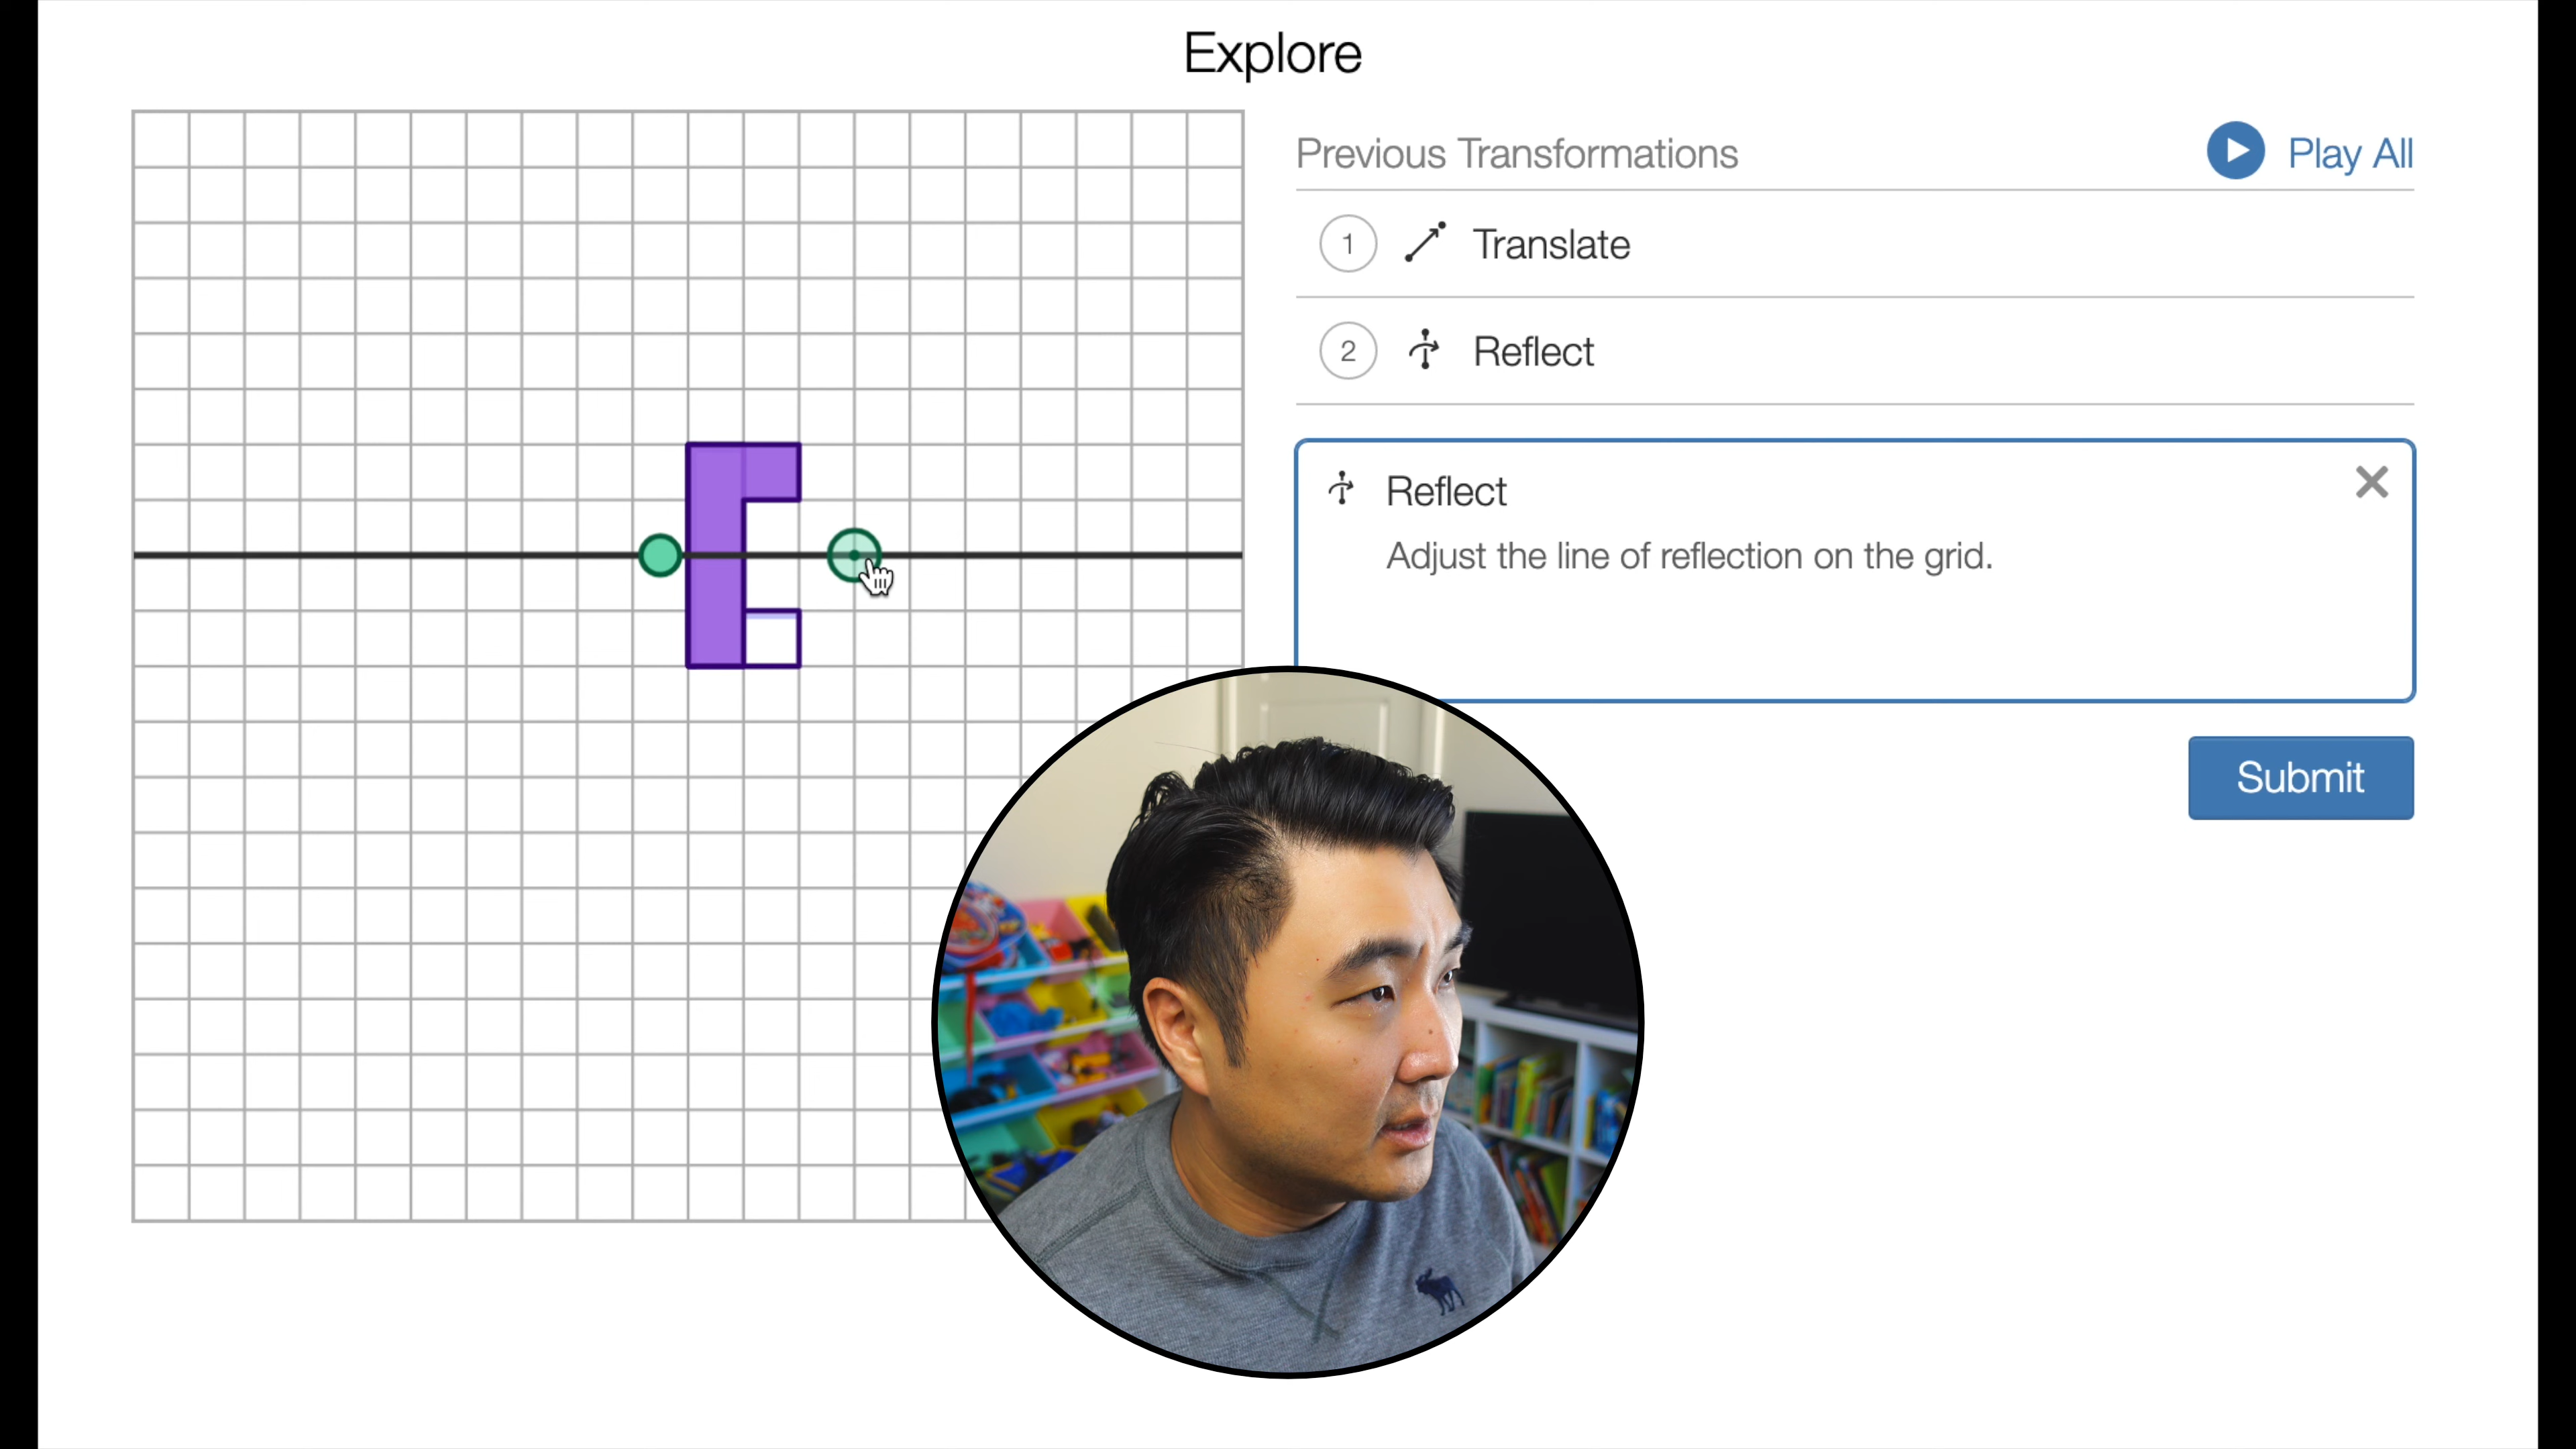 Explore
Previous Transformations
Play All
1 Translate
2 Reflect
Reflect
Adjust the line of reflection on the grid.
Submit